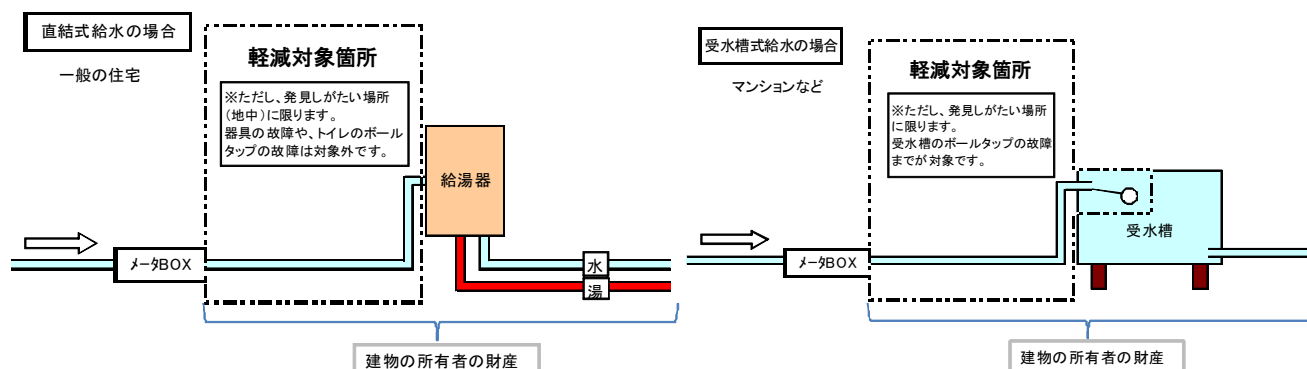 直結式給水の場合
一般の住宅
軽減対象箇所
※ただし、発見しがたい場所
(地中)に限ります。
器具の故障や、トイレのボール
タップの故障は対象外です。
給湯器
メータBOX
水
湯
建物の所有者の財産
受水槽式給水の場合
マンションなど
軽減対象箇所
※ただし、発見しがたい場所
に限ります。
受水槽のボールタップの故障
までが対象です。
受水槽
メータBOX
建物の所有者の財産